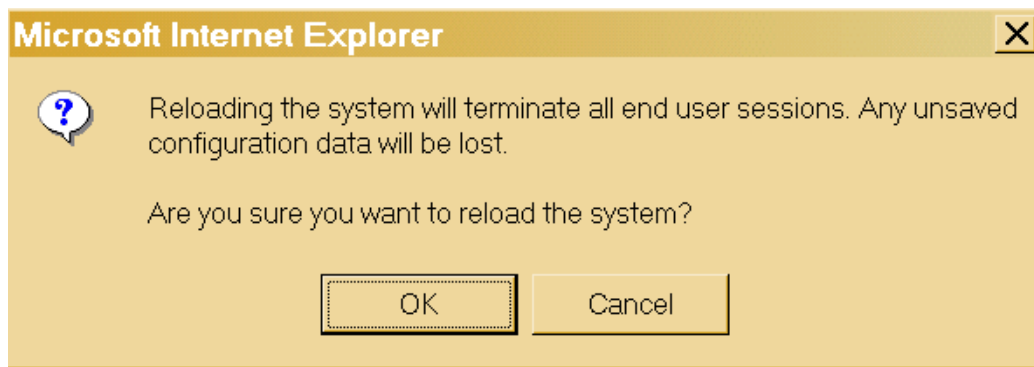 Microsoft Internet Explorer
?
Reloading the system will terminate all end user sessions. Any unsaved
configuration data will be lost.
Are you sure you want to reload the system?
OK Cancel